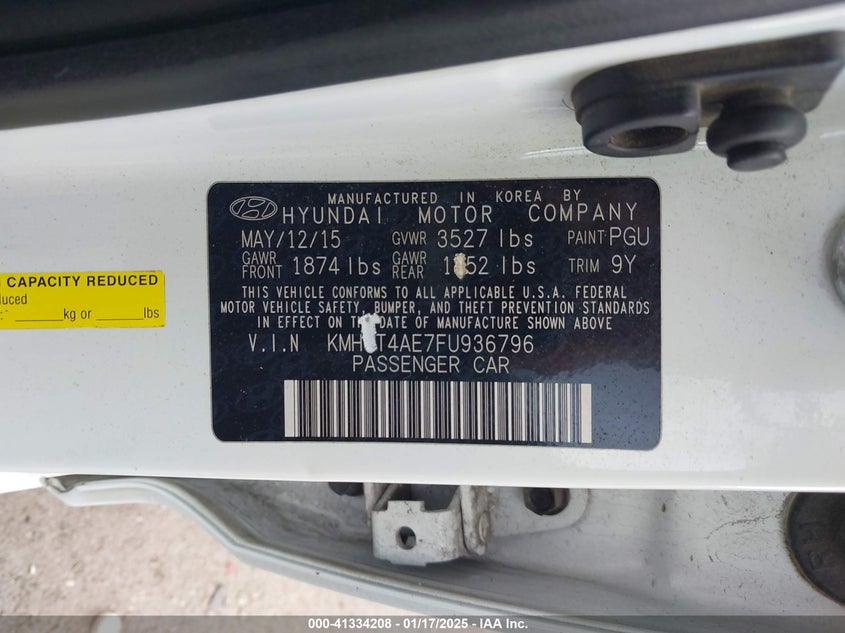 MANUFACTURED IN KOREA BY
HYUNDAI MOTOR COMPANY
MAY/12/15 GVWR 3527 lbs PAINT PGU
GAWR FRONT 1874 lbs GAWR REAR lbs TRIM 9Y
THIS VEHICLE CONFORMS TO ALL APPLICABLE U.S.A. FEDERAL
MOTOR VEHICLE SAFETY, BUMPER, AND THEFT PREVENTION STANDARDS
IN EFFECT ON THE DATE OF MANUFACTURE SHOWN ABOVE
V.I.N
PASSENGER CAR
CAPACITY REDUCED
kg or lbs
000-41334208 - 01/17/2025 - IAA Inc.